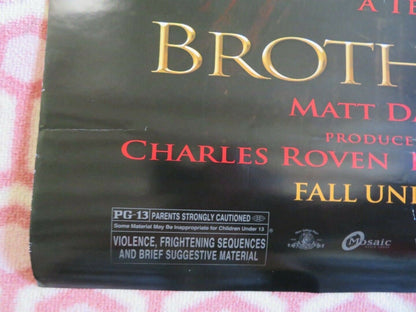 A TE
BROTH
MATT DA
PRODUCE
CHARLES ROVEN
FALL UN
PG-13 PARENTS STRONGLY CAUTIONED
Some Material May Be Inappropriate for Children Under 13
VIOLENCE, FRIGHTENING SEQUENCES
AND BRIEF SUGGESTIVE MATERIAL
Mosaic